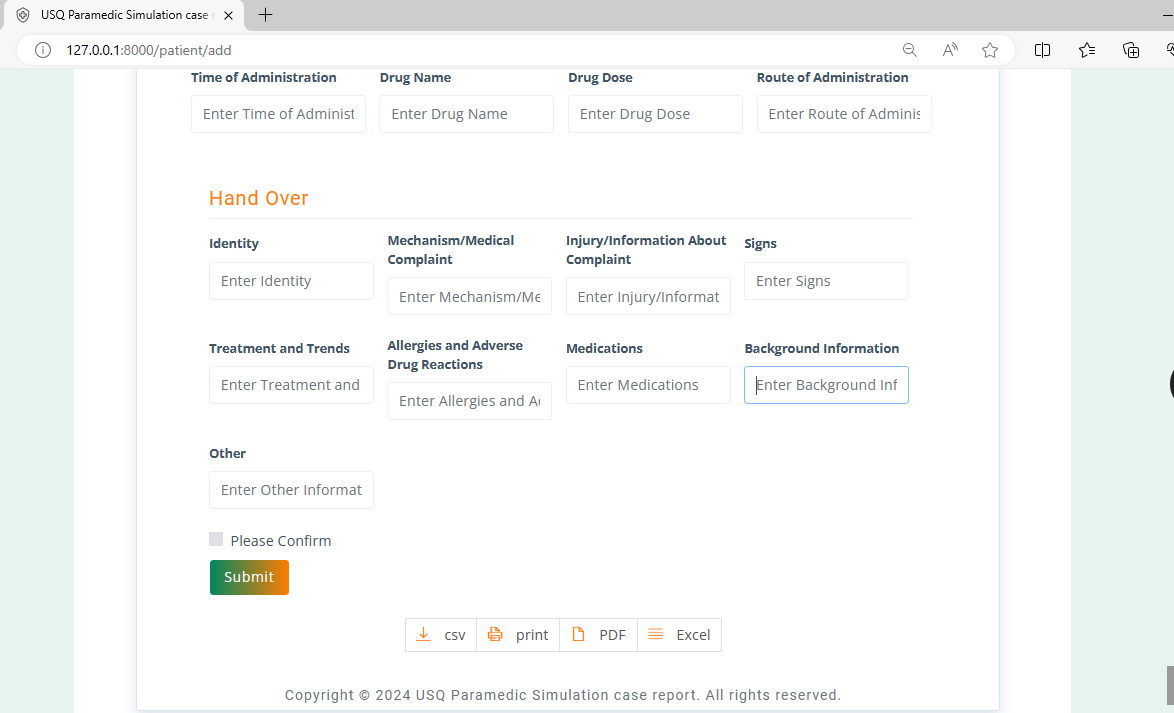 USQ Paramedic Simulation case
127.0.0.1:8000/patient/add
Time of Administration Drug Name Drug Dose Route of Administration
Enter Time of Administ Enter Drug Name Enter Drug Dose Enter Route of Adminis
Hand Over
Identity Mechanism/Medical Complaint Injury/Information About Complaint Signs
Enter Identity Enter Mechanism/Me Enter Injury/Informat Enter Signs
Treatment and Trends Allergies and Adverse Drug Reactions Medications Background Information
Enter Treatment and Enter Allergies and A Enter Medications Enter Background Inf
Other
Enter Other Informat
Please Confirm
Submit
csv print PDF Excel
Copyright © 2024 USQ Paramedic Simulation case report. All rights reserved.